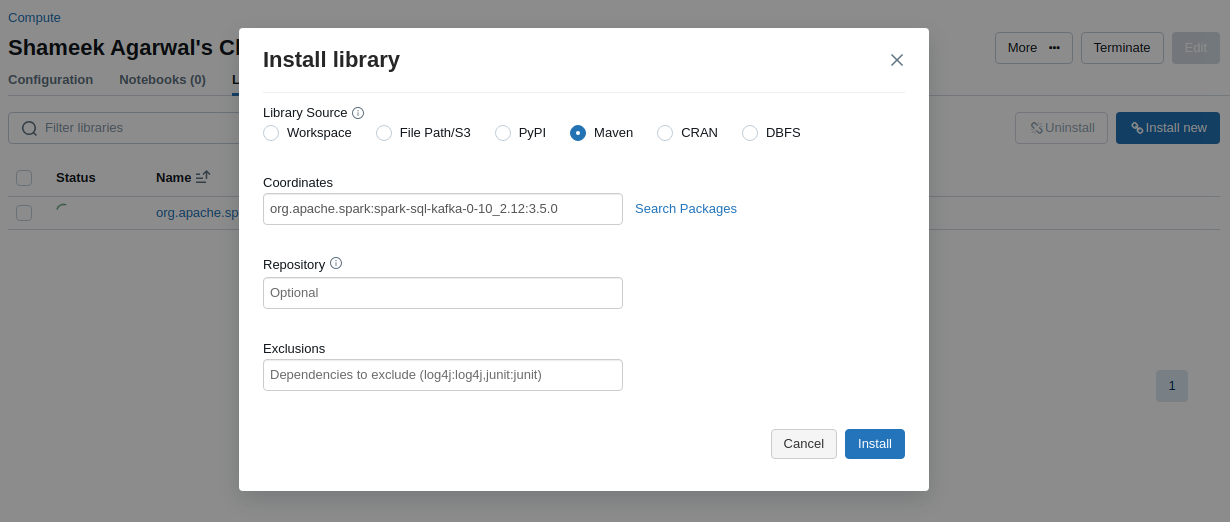 Compute
Shameek Agarwal's Cl
More ··· Terminate Edit
Configuration Notebooks (0) L
Filter libraries
Uninstall Install new
Status Name
org.apache.sp
1
Install library
Library Source
Workspace File Path/S3 PyPI Maven CRAN DBFS
Coordinates
org.apache.spark:spark-sql-kafka-0-10_2.12:3.5.0 Search Packages
Repository
Optional
Exclusions
Dependencies to exclude (log4j:log4j,junit:junit)
Cancel Install